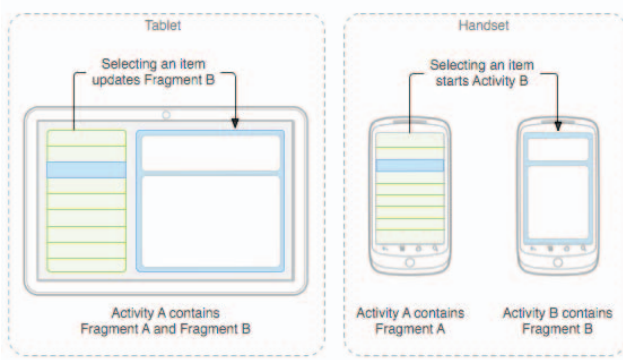 Tablet
Selecting an item
updates Fragment B
Activity A contains
Fragment A and Fragment B
Handset
Selecting an item
starts Activity B
Activity A contains
Fragment A
Activity B contains
Fragment B